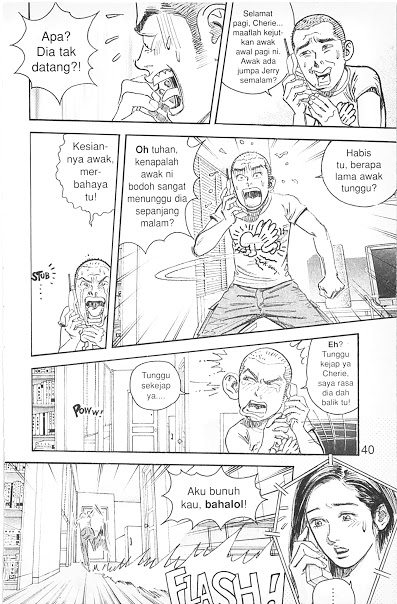 Selamat
pagi, Cherie...
maaflah kejut-
kan awak
awal pagi ni.
Awak ada
jumpa Jerry
semalam?
Apa?
Dia tak
datang?!
Habis
tu, berapa
lama awak
tunggu?
Oh tuhan,
kenapalah
awak ni
bodoh sangat
menunggu dia
sepanjang
malam?
Kesian-
nya awak,
mer-
bahaya
tu!
STUB
...
Eh?
Tunggu
kejap ya
Cherie,
saya rasa
dia dah
balik tu!
Tunggu
sekejap
ya....
POWW!
40
......
Aku bunuh
kau, bahalol!
FLASH!